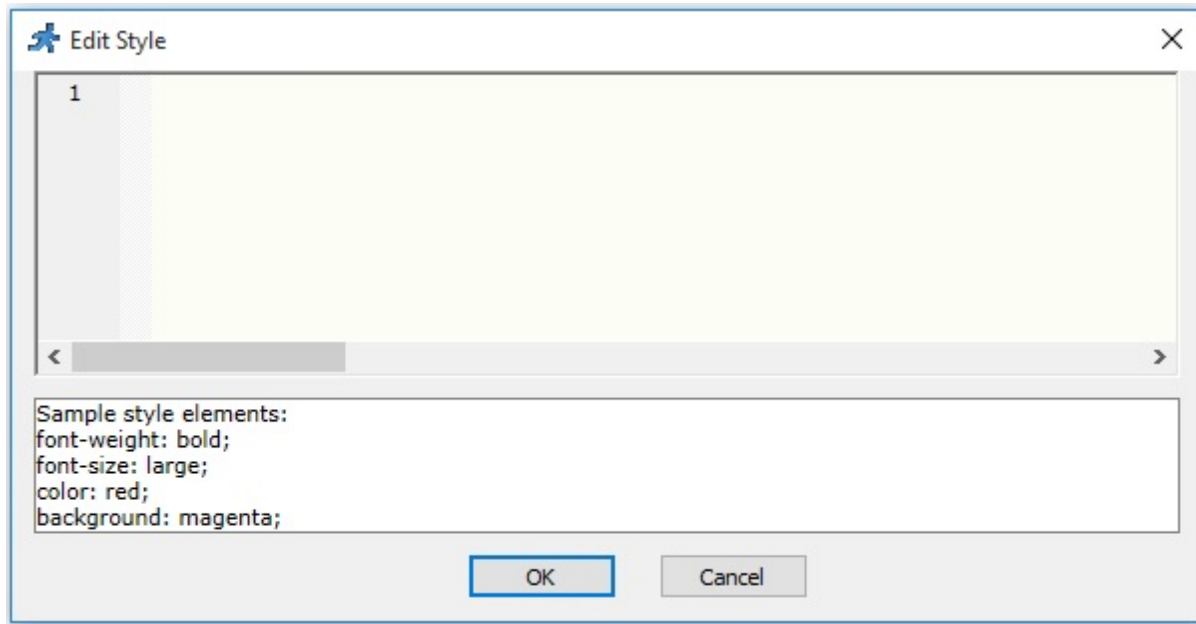 Edit Style
1
Sample style elements:
font-weight: bold;
font-size: large;
color: red;
background: magenta;
OK
Cancel